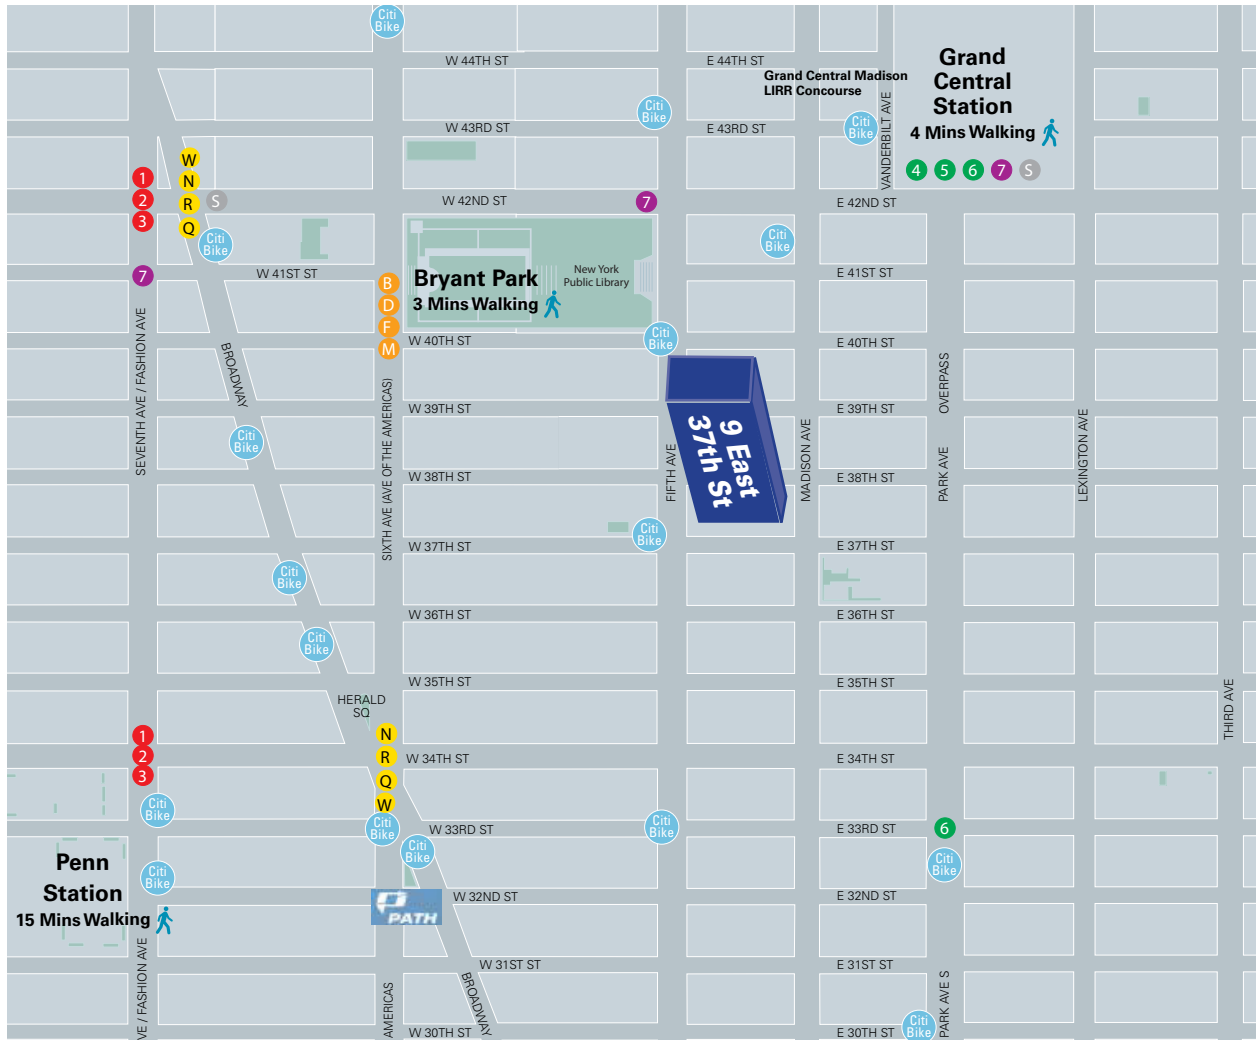 Citi
Bike
W 44TH ST
E 44TH ST
Grand Central Madison
LIRR Concourse
Grand
Central
Station
4 Mins Walking
4
5
6
7
S
VANDERBILT AVE
Citi
Bike
Citi
Bike
W 43RD ST
E 43RD ST
W
N
R
Q
1
2
3
S
Citi
Bike
W 42ND ST
7
E 42ND ST
Citi
Bike
7
W 41ST ST
E 41ST ST
B
D
F
M
Bryant Park
3 Mins Walking
New York
Public Library
Citi
Bike
W 40TH ST
E 40TH ST
SEVENTH AVE / FASHION AVE
BROADWAY
SIXTH AVE (AVE OF THE AMERICAS)
W 39TH ST
E 39TH ST
9 East
37th St
FIFTH AVE
MADISON AVE
PARK AVE
OVERPASS
LEXINGTON AVE
Citi
Bike
W 38TH ST
E 38TH ST
Citi
Bike
W 37TH ST
E 37TH ST
Citi
Bike
W 36TH ST
E 36TH ST
Citi
Bike
W 35TH ST
E 35TH ST
THIRD AVE
HERALD
SQ
1
2
3
N
R
Q
W
W 34TH ST
E 34TH ST
Citi
Bike
Citi
Bike
Citi
Bike
W 33RD ST
Citi
Bike
E 33RD ST
6
Citi
Bike
Penn
Station
15 Mins Walking
Citi
Bike
PATH
W 32ND ST
E 32ND ST
W 31ST ST
E 31ST ST
VE / FASHION AVE
AMERICAS
BROADWAY
PARK AVE S
W 30TH ST
E 30TH ST
Citi
Bike